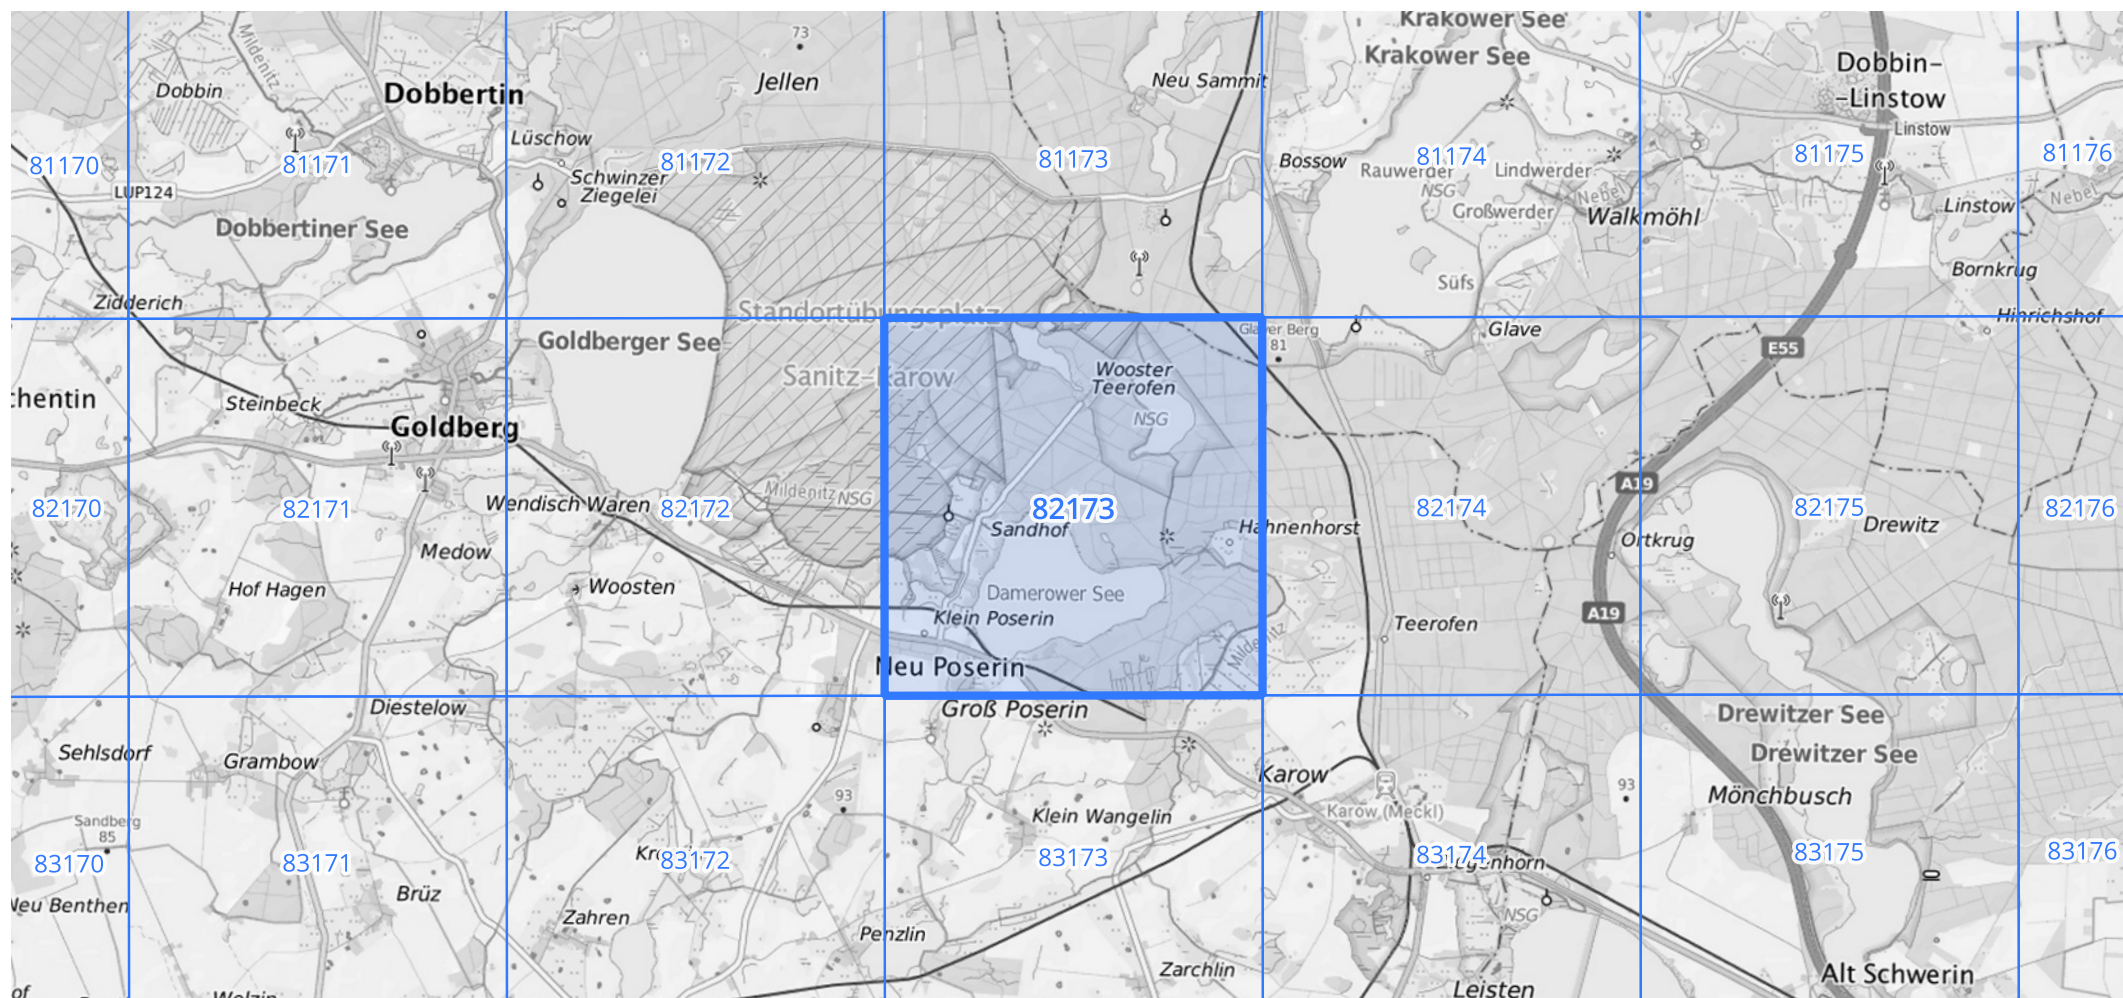 Krakower See
Krakower See
73
Jellen
Mildenitz
Dobbin
Dobbertin
Neu Sammit
Dobbin-
-Linstow
Linstow
Lüschow
81170
81171
81172
81173
81174
81175
81176
Bossow
Rauwerder
NSG
Lindwerder
Großwerder
Nebel
Nebel
Walkmöhl
Linstow
Schwinzer
Ziegelei
LUP124
Dobbertiner See
Süfs
Bornkrug
Zidderich
Standortübungsplatz
Hinrichshof
Goldberger See
Glaver Berg
81
Glave
E55
Sanitz-Karow
Wooster
Teerofen
NSG
chentin
Steinbeck
Goldberg
A19
Mildenitz
NSG
Wendisch Waren
82170
82171
82172
82173
82174
82175
82176
Sandhof
Hahnenhorst
Drewitz
Ortkrug
Medow
Hof Hagen
Woosten
Damerower See
A19
Klein Poserin
Teerofen
Mildenitz
Neu Poserin
Diestelow
Groß Poserin
Drewitzer See
Drewitzer See
Sehlsdorf
Grambow
Karow
93
93
Mönchbusch
Karow (Meckl)
Klein Wangelin
Sandberg
85
83170
83171
83172
83173
83174
83175
83176
Brüz
Neu Benthen
Zahren
NSG
Penzlin
Zarchlin
Alt Schwerin
Leisten
of